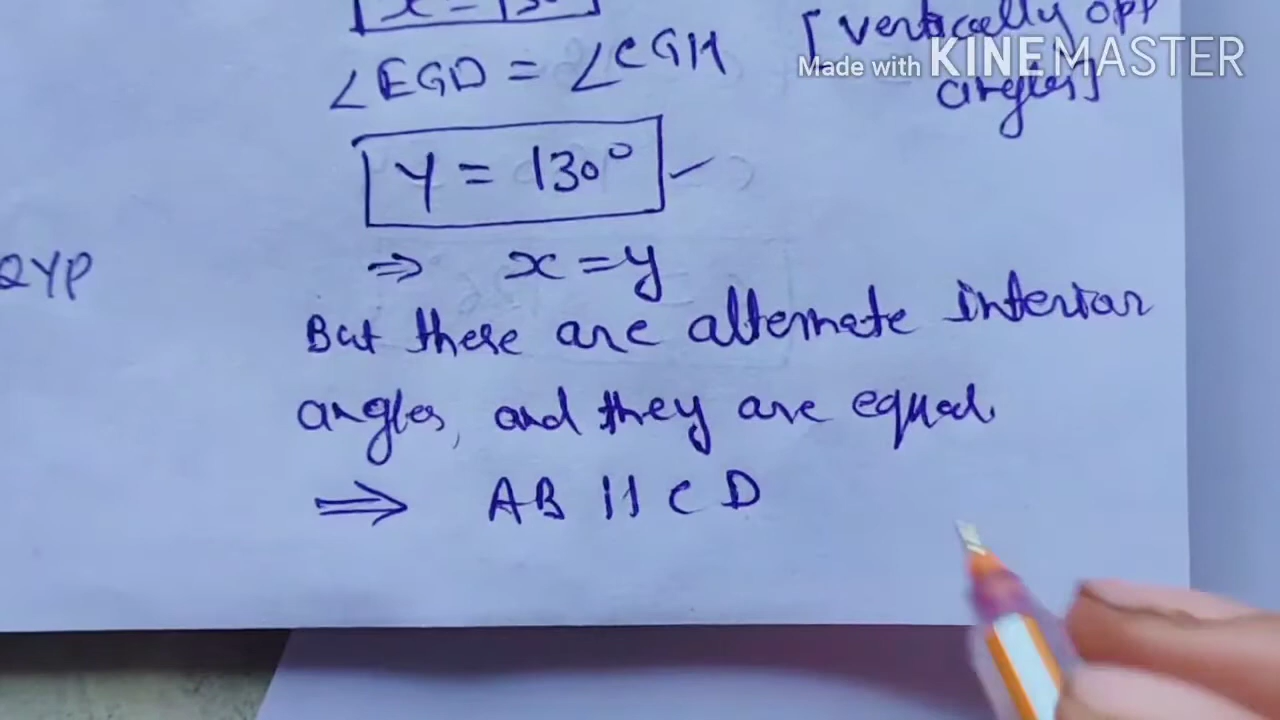 x = 130
[vertically opp
∠EGD = ∠CGH
angles]
Made with KINEMASTER
y = 130°
⇒ x = y
QYP
But these are alternate interior
angles, and they are equal.
⇒ AB || CD